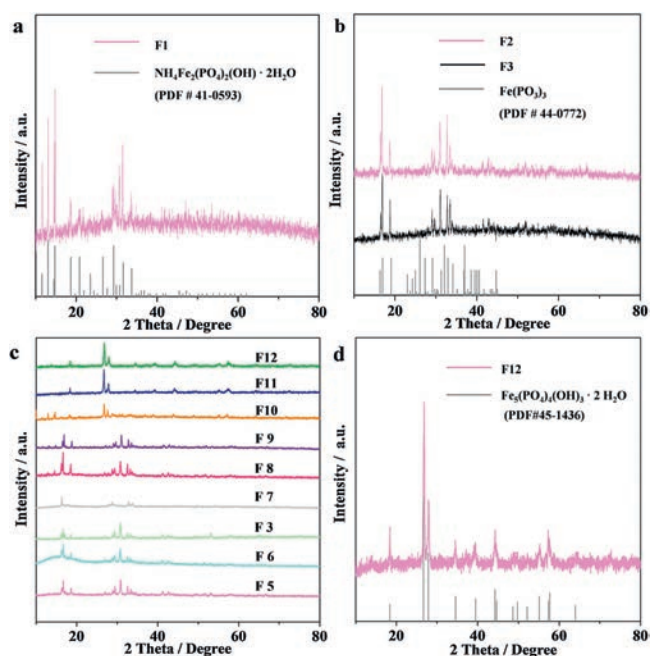 a
F1
NH₄Fe₂(PO₄)₂(OH) · 2H₂O
(PDF # 41-0593)
Intensity / a.u.
20 40 60 80
2 Theta / Degree
b
F2
F3
Fe(PO₃)₃
(PDF # 44-0772)
Intensity / a.u.
20 40 60 80
2 Theta / Degree
c
F12
F11
F10
F 9
F 8
F 7
F 3
F 6
F 5
Intensity / a.u.
20 40 60 80
2 Theta / Degree
d
F12
Fe₅(PO₄)₄(OH)₃ · 2 H₂O
(PDF#45-1436)
Intensity / a.u.
20 40 60 80
2 Theta / Degree